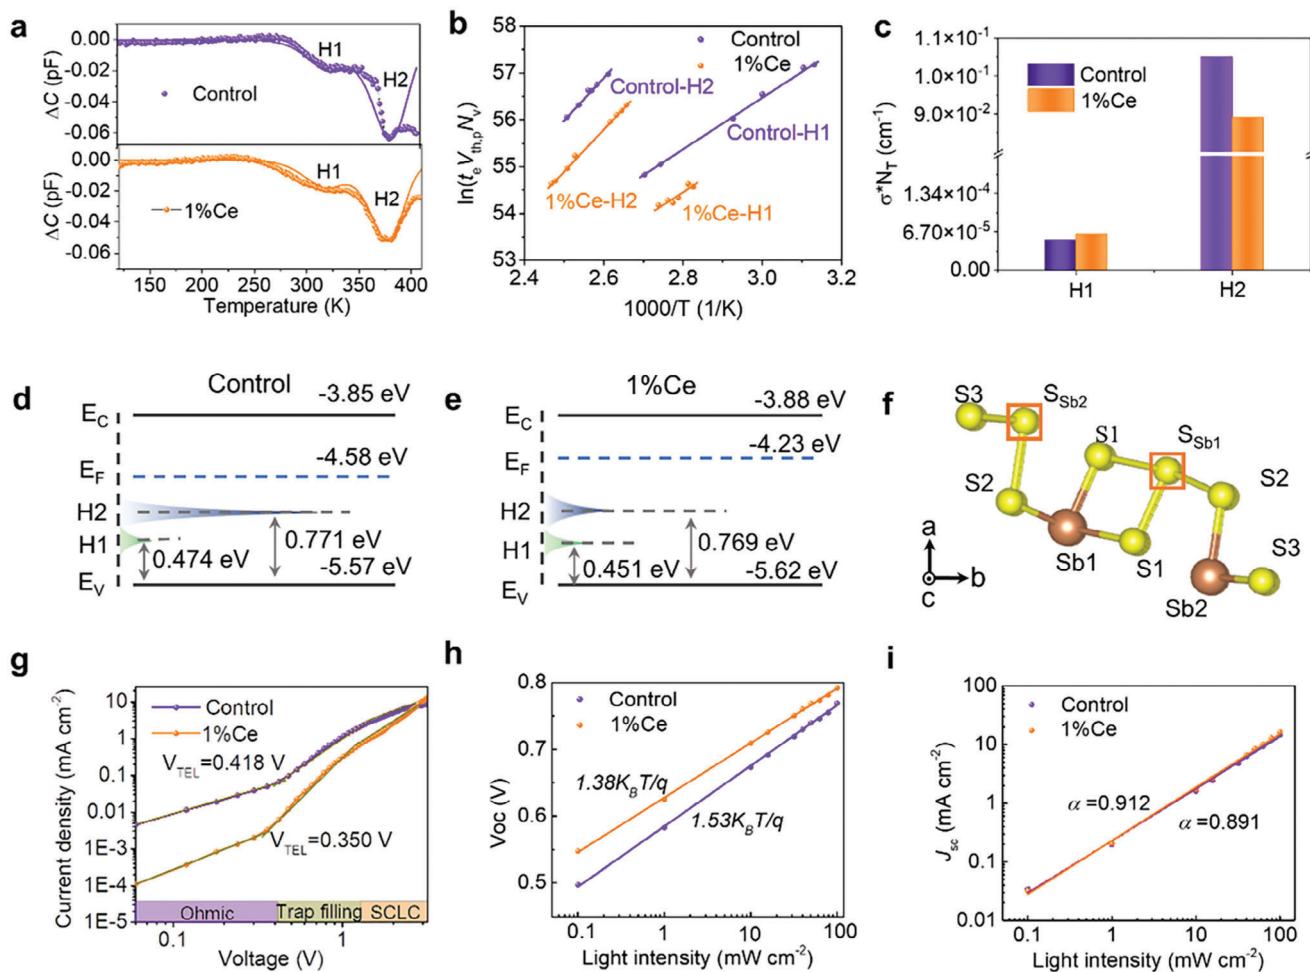 a
ΔC (pF)
0.00
-0.02
-0.04
-0.06
H1
H2
Control
ΔC (pF)
0.00
-0.02
-0.04
-0.06
H1
H2
1%Ce
150 200 250 300 350 400
Temperature (K)
b
ln(t_e V_th,p N_v)
58
57
56
55
54
53
52
Control
1%Ce
Control-H2
Control-H1
1%Ce-H2
1%Ce-H1
2.4 2.6 2.8 3.0 3.2
1000/T (1/K)
c
σ*N_T (cm⁻¹)
1.1×10⁻¹
1.0×10⁻¹
9.0×10⁻²
1.34×10⁻⁴
6.70×10⁻⁵
0.00
Control
1%Ce
H1 H2
d
Control
E_C
-3.85 eV
E_F
-4.58 eV
H2
0.771 eV
H1
0.474 eV
-5.57 eV
E_V
e
1%Ce
E_C
-3.88 eV
E_F
-4.23 eV
H2
0.769 eV
H1
0.451 eV
-5.62 eV
E_V
f
S3
S_Sb2
S1
S_Sb1
S2
S2
Sb1
S1
S3
Sb2
a
b
c
g
Current density (mA cm⁻²)
10
1
0.1
0.01
1E-3
1E-4
1E-5
Control
1%Ce
V_TEL=0.418 V
V_TEL=0.350 V
Ohmic Trap filling SCLC
0.1 1
Voltage (V)
h
Voc (V)
0.8
0.7
0.6
0.5
Control
1%Ce
1.38K_BT/q
1.53K_BT/q
0.1 1 10 100
Light intensity (mW cm⁻²)
i
J_sc (mA cm⁻²)
100
10
1
0.1
0.01
Control
1%Ce
α=0.912
α=0.891
0.1 1 10 100
Light intensity (mW cm⁻²)